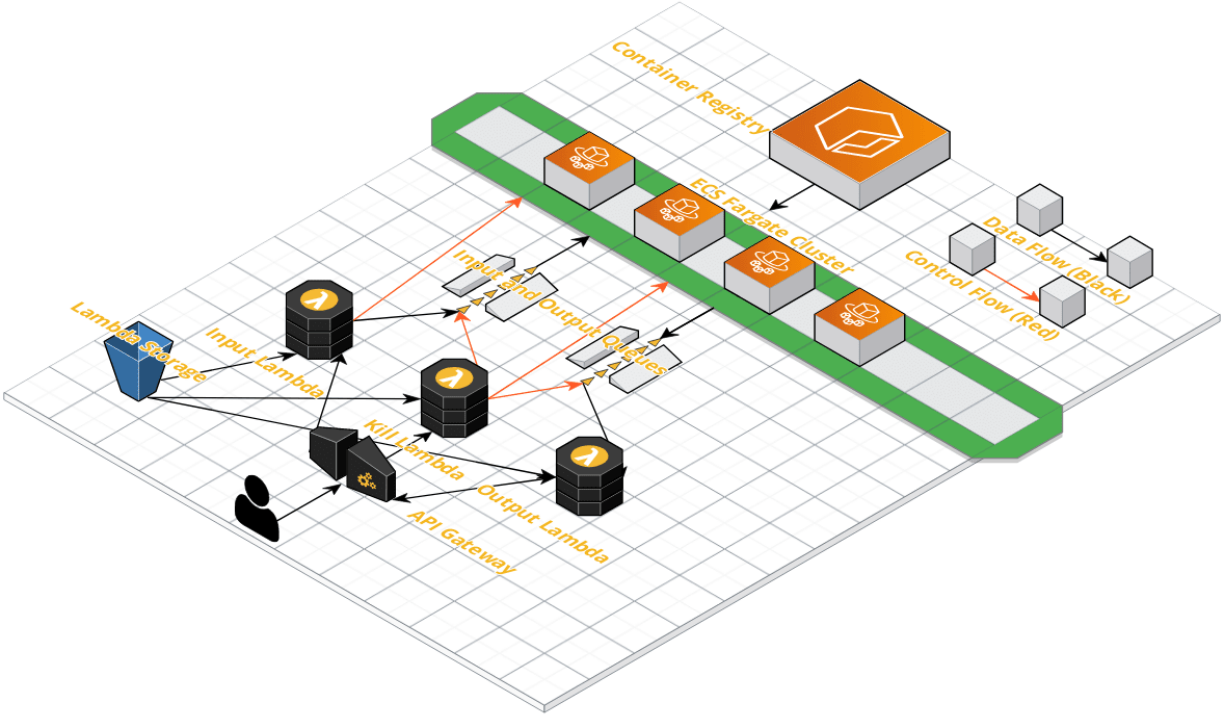 Container Registry
ECS Fargate Cluster
Data Flow (Black)
Control Flow (Red)
Input and Output Queues
Lambda Storage
Input Lambda
Kill Lambda
Output Lambda
API Gateway